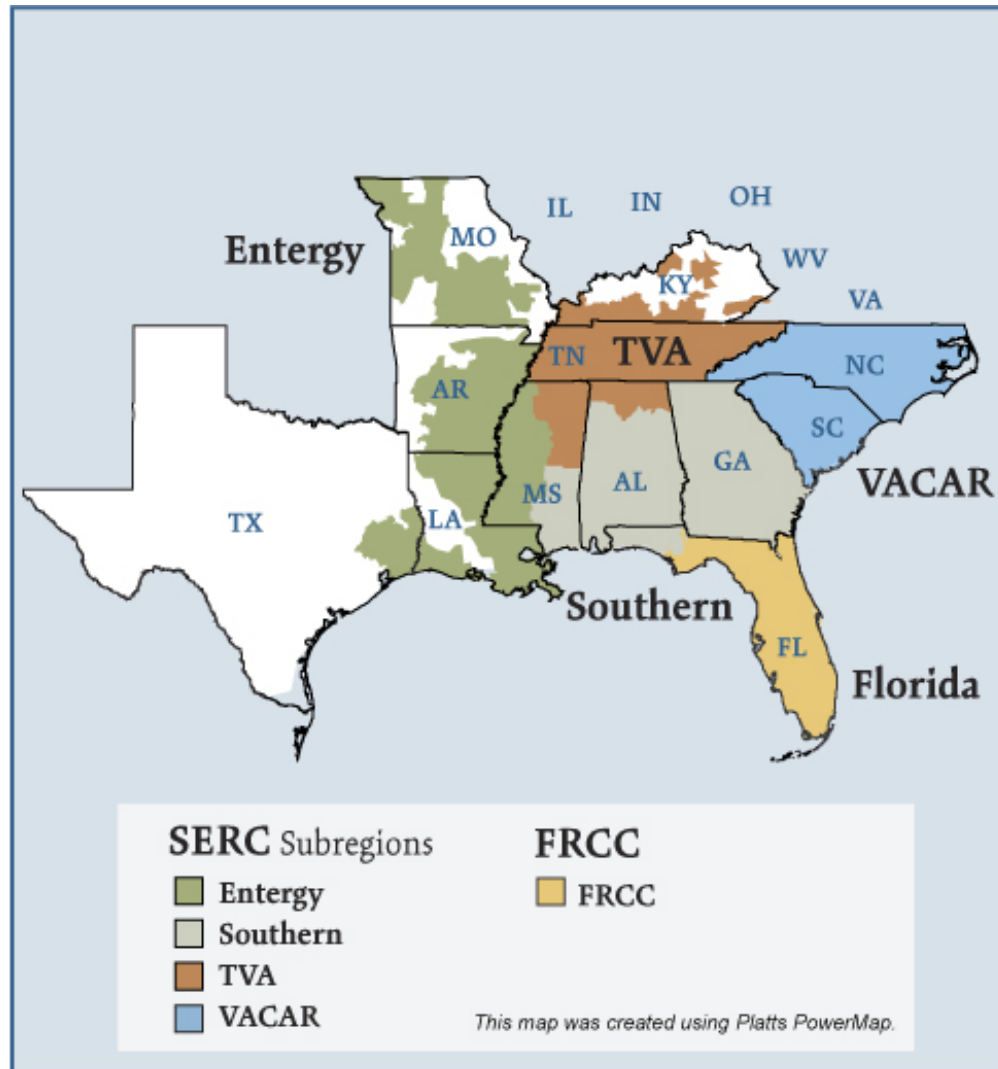 OH
IL
IN
WV
Entergy
MO
KY
VA
TN
TVA
NC
AR
SC
GA
VACAR
AL
MS
TX
LA
Southern
FL
Florida
SERC Subregions
Entergy
Southern
TVA
VACAR
FRCC
FRCC
This map was created using Platts PowerMap.